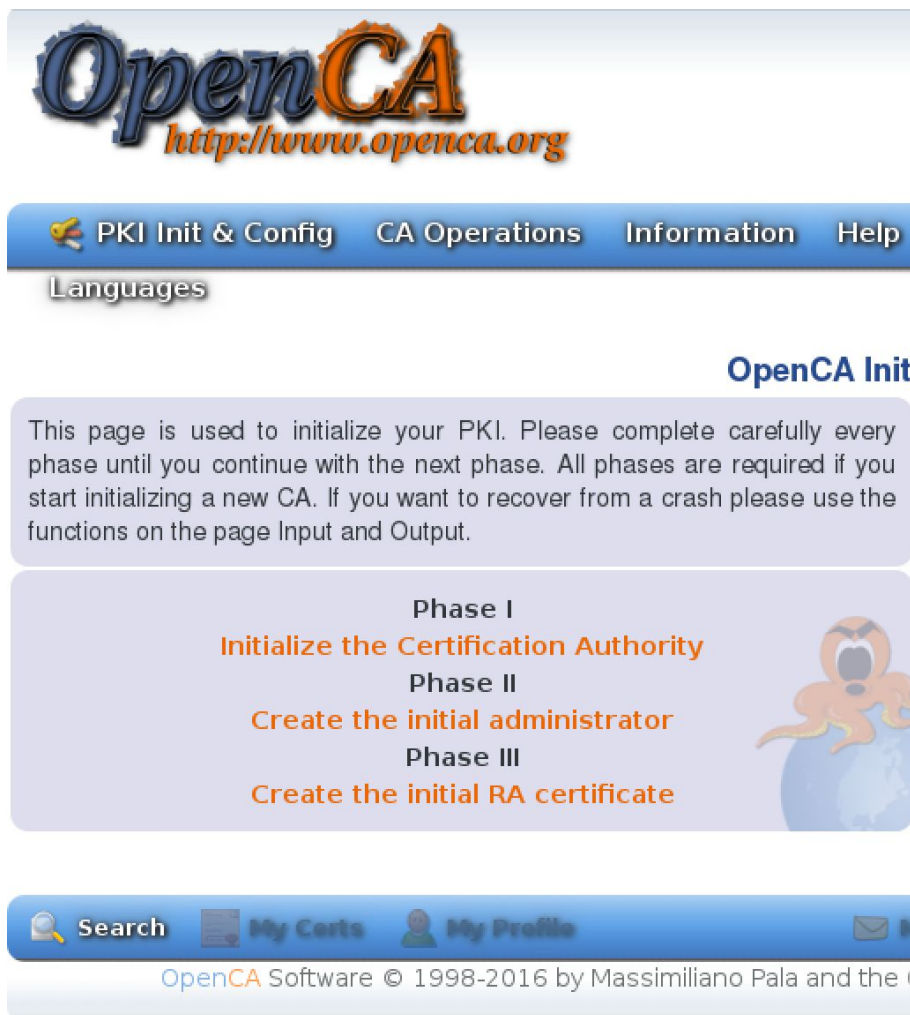 OpenCA
http://www.openca.org
PKI Init & Config CA Operations Information Help
Languages
OpenCA Init
This page is used to initialize your PKI. Please complete carefully every
phase until you continue with the next phase. All phases are required if you
start initializing a new CA. If you want to recover from a crash please use the
functions on the page Input and Output.
Phase I
Initialize the Certification Authority
Phase II
Create the initial administrator
Phase III
Create the initial RA certificate
Search My Certs My Profile
OpenCA Software © 1998-2016 by Massimiliano Pala and the